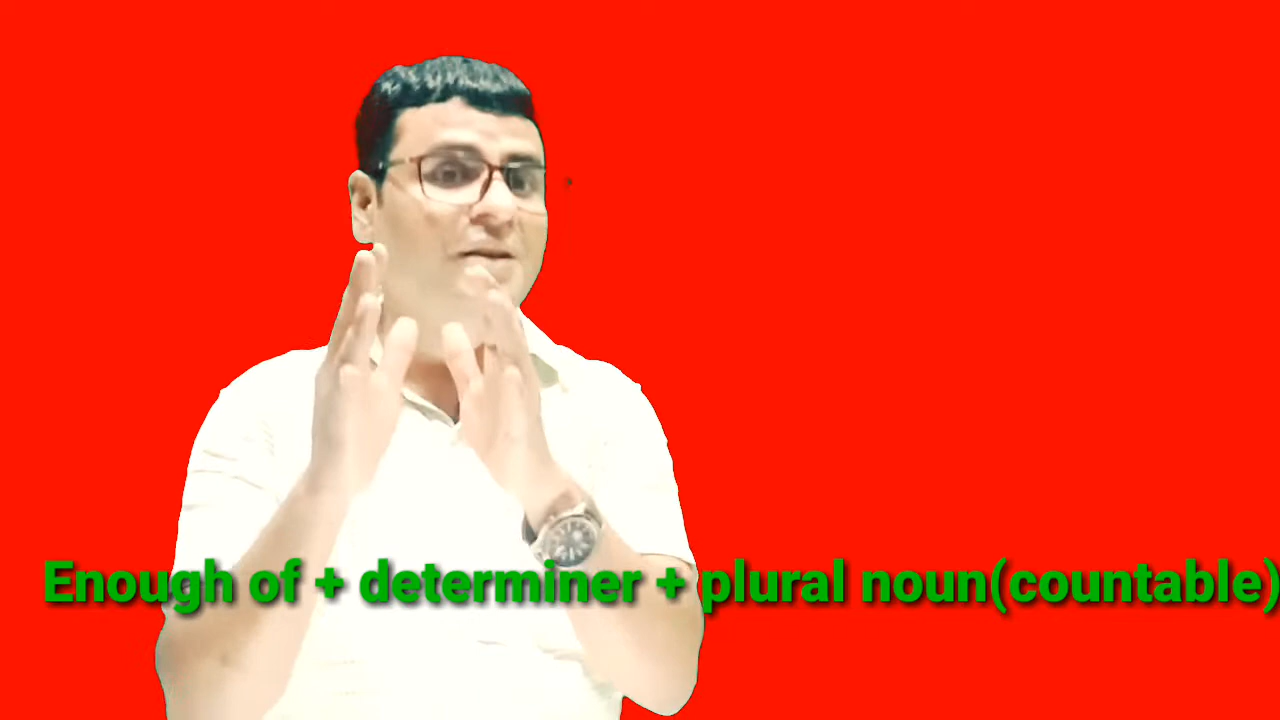 Enough of + determiner + plural noun(countable)